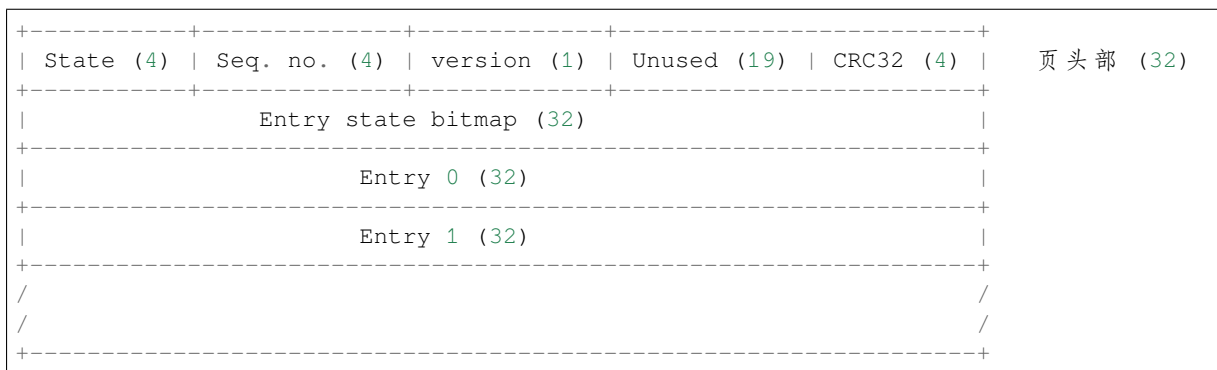 +-----------+--------------+-------------+-------------------------+
| State (4) | Seq. no. (4) | version (1) | Unused (19) | CRC32 (4) |   页头部 (32)
+-----------+--------------+-------------+-------------------------+
|                Entry state bitmap (32)                           |
+------------------------------------------------------------------+
|                       Entry 0 (32)                               |
+------------------------------------------------------------------+
|                       Entry 1 (32)                               |
+------------------------------------------------------------------+
/                                                                  /
/                                                                  /
+------------------------------------------------------------------+